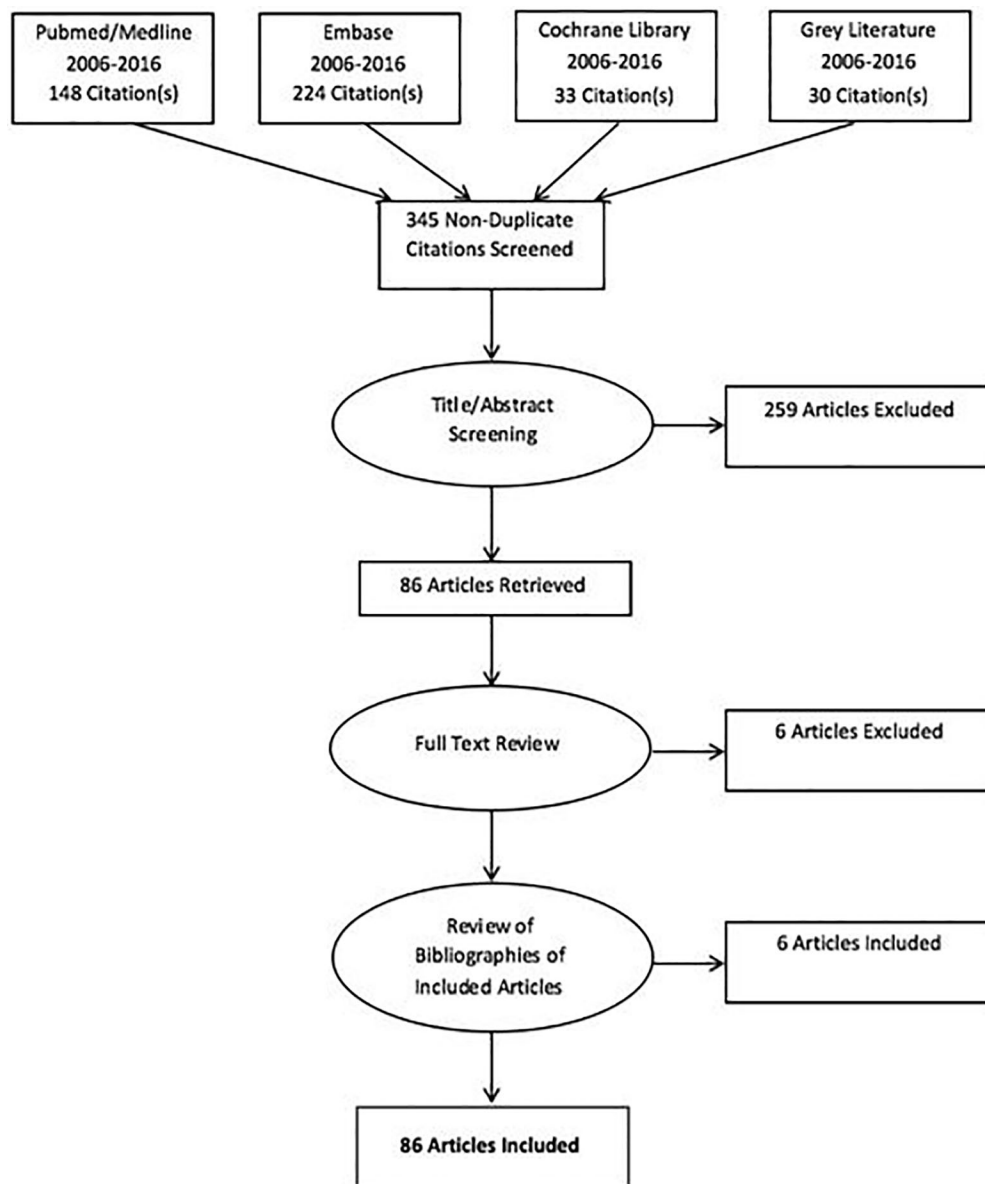 Pubmed/Medline
2006-2016
148 Citation(s)
Embase
2006-2016
224 Citation(s)
Cochrane Library
2006-2016
33 Citation(s)
Grey Literature
2006-2016
30 Citation(s)
345 Non-Duplicate
Citations Screened
Title/Abstract
Screening
259 Articles Excluded
86 Articles Retrieved
Full Text Review
6 Articles Excluded
Review of
Bibliographies of
Included Articles
6 Articles Included
86 Articles Included